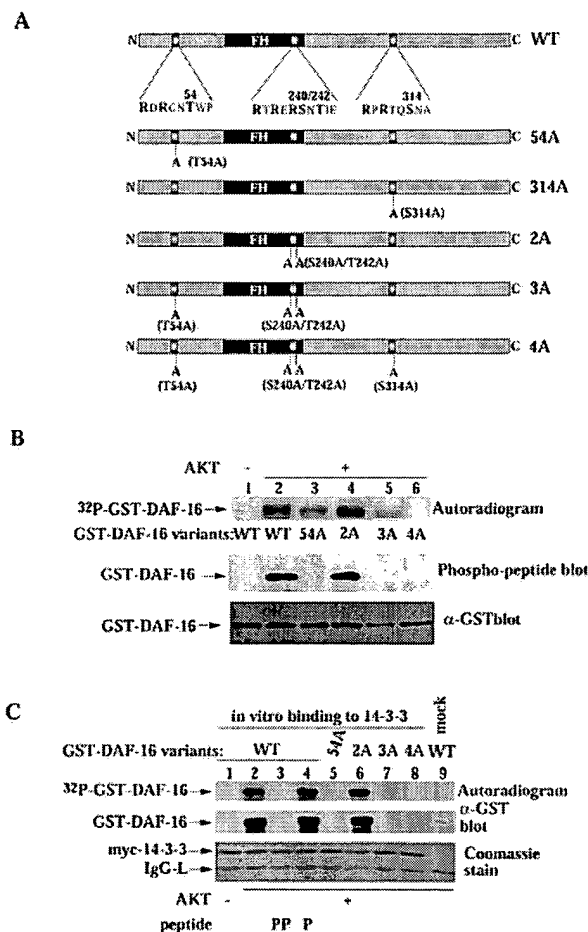 A
N FH C WT
54 240/242 314
RDRCNTWP RYRERSNTIE RPRTQSNA
N FH C 54A
A (T54A)
N FH C 314A
A (S314A)
N FH C 2A
A A (S240A/T242A)
N FH C 3A
A A A
(T54A) (S240A/T242A)
N FH C 4A
A A A A
(T54A) (S240A/T242A) (S314A)
B
AKT - +
1 2 3 4 5 6
32P-GST-DAF-16 Autoradiogram
GST-DAF-16 variants: WT WT 54A 2A 3A 4A
GST-DAF-16 Phospho-peptide blot
GST-DAF-16 α-GSTblot
C
in vitro binding to 14-3-3 mock
GST-DAF-16 variants: WT 54A 2A 3A 4A WT
1 2 3 4 5 6 7 8 9
32P-GST-DAF-16 Autoradiogram
GST-DAF-16 α-GST blot
myc-14-3-3 Coomassie
IgG-L stain
AKT - +
peptide PP P